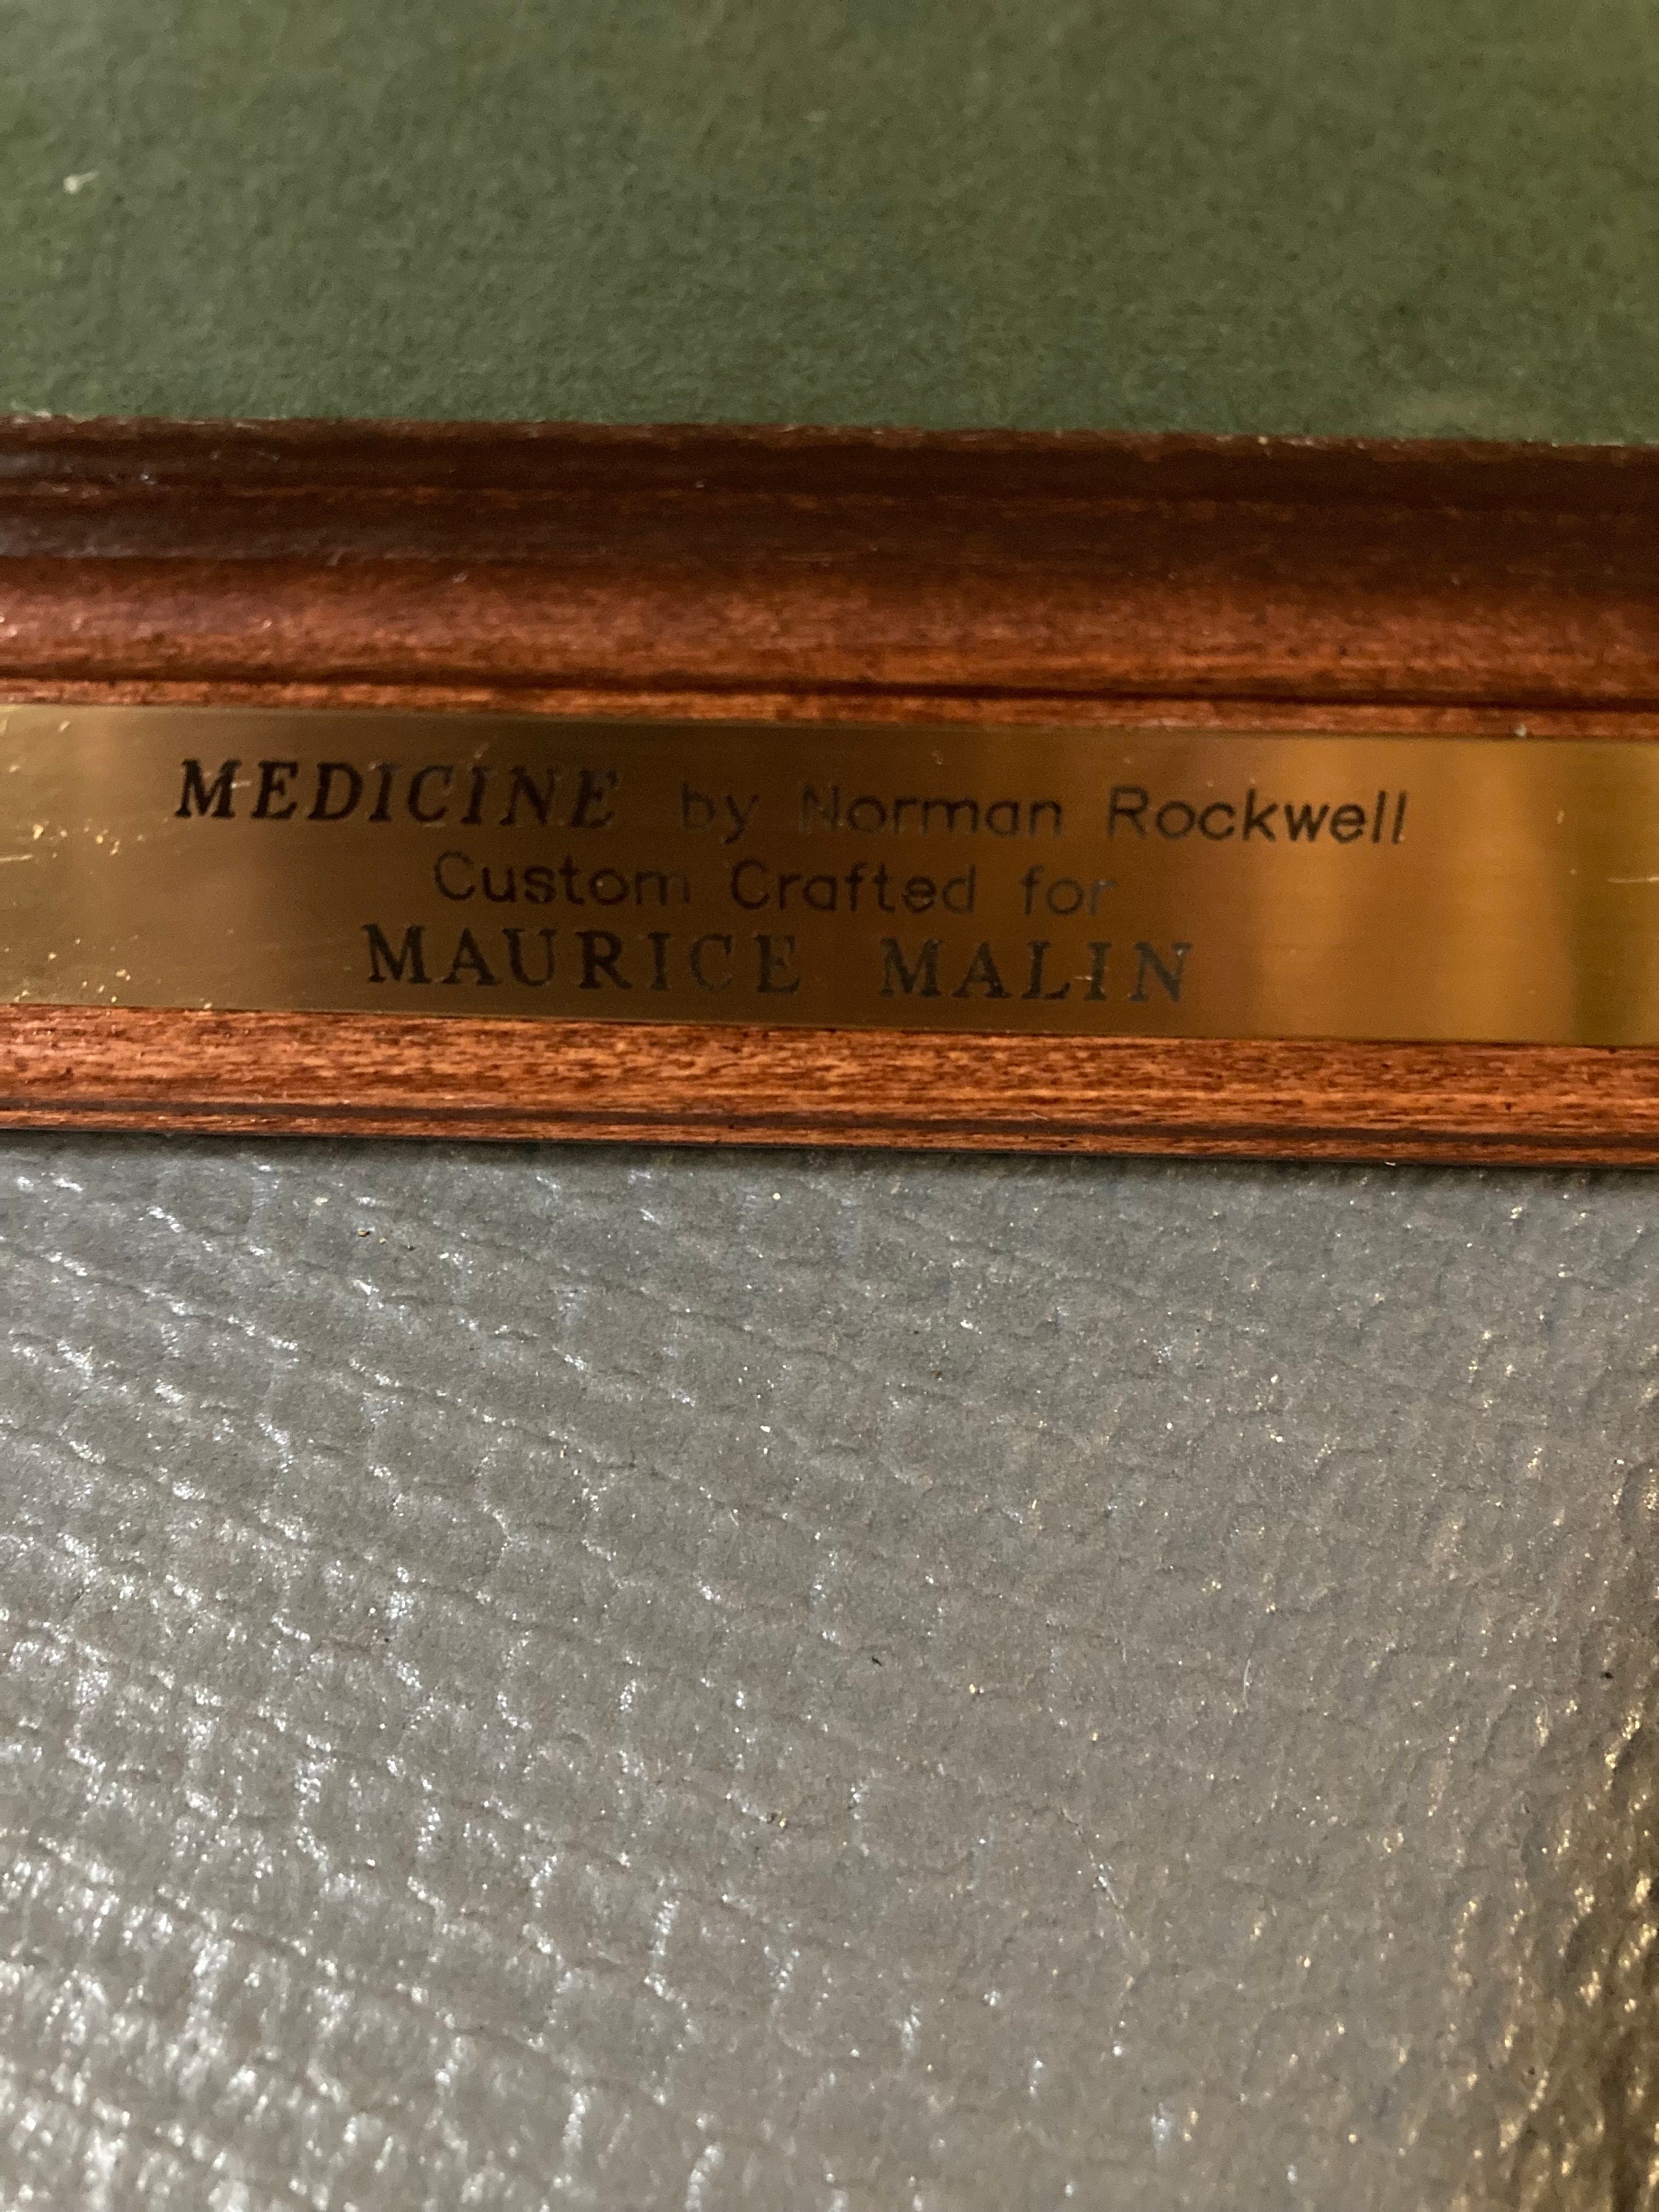 MEDICINE by Norman Rockwell
Custom Crafted for
MAURICE MALIN